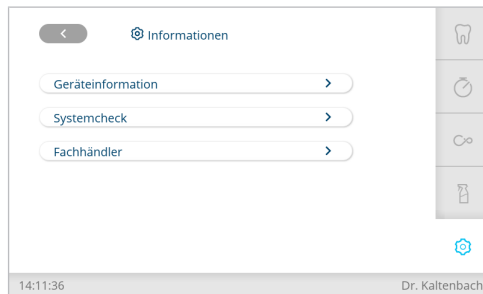 Informationen
Geräteinformation
Systemcheck
Fachhändler
14:11:36 Dr. Kaltenbach